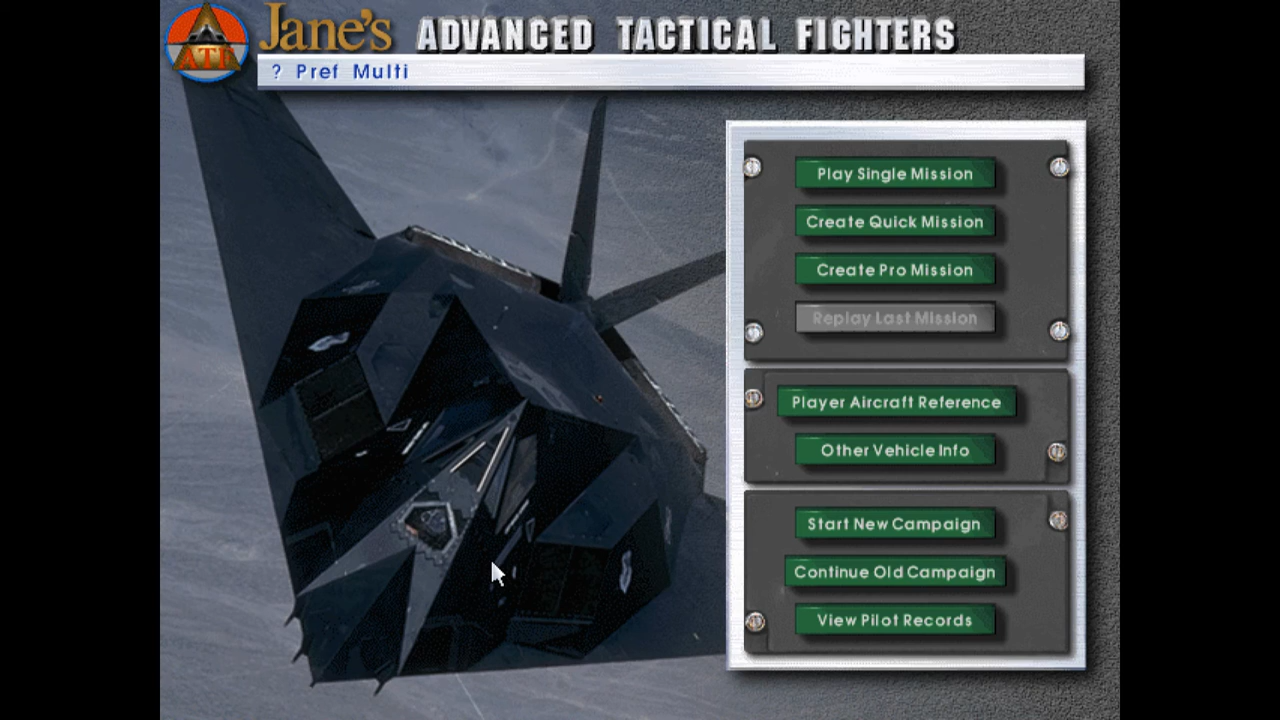 ATF
Jane's ADVANCED TACTICAL FIGHTERS
? Pref Multi
Play Single Mission
Create Quick Mission
Create Pro Mission
Replay Last Mission
Player Aircraft Reference
Other Vehicle Info
Start New Campaign
Continue Old Campaign
View Pilot Records